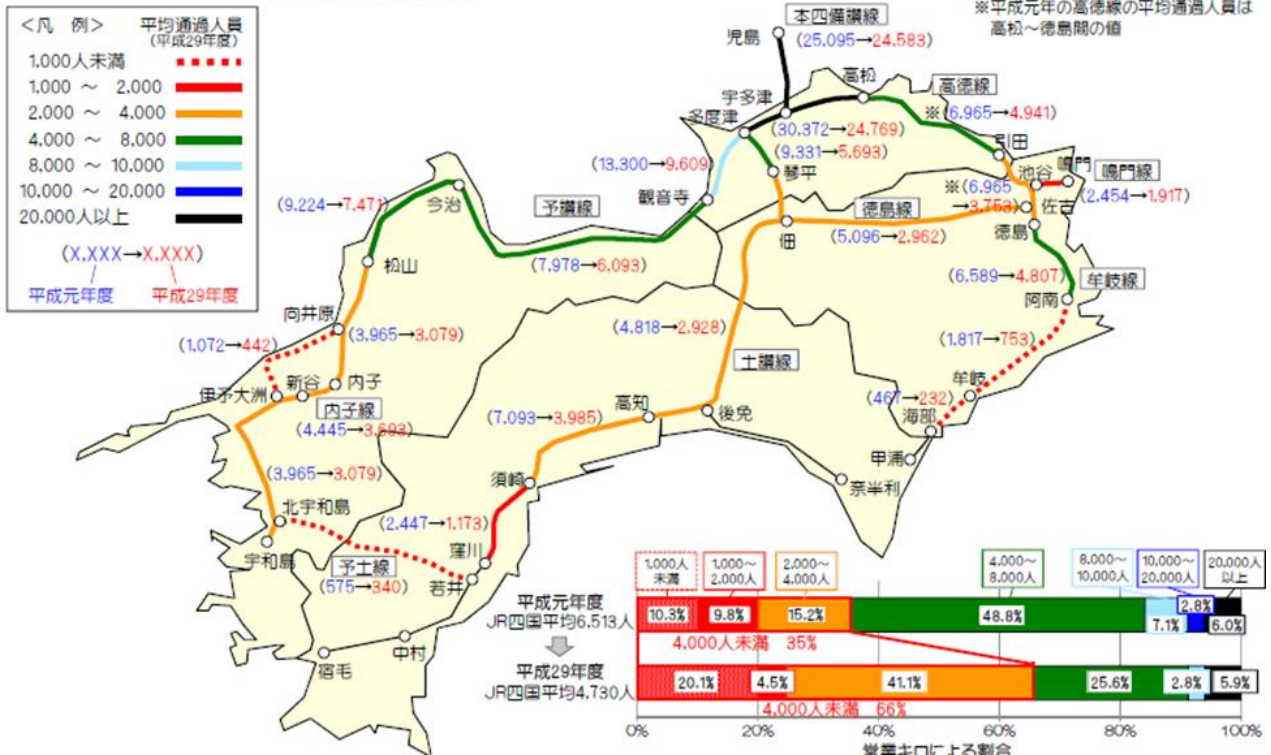 <凡 例> 平均通過人員
(平成29年度)
1.000人未満
1.000 ～ 2.000
2.000 ～ 4.000
4.000 ～ 8.000
8.000 ～ 10.000
10.000 ～ 20.000
20.000人以上
(X.XXX→X.XXX)
平成元年度 平成29年度
※平成元年の高徳線の平均通過人員は
高松～徳島間の値
本四備讃線
児島
(25.095→24.583)
高松
高徳線
宇多津
多度津
※(6.965→4.941)
(30.372→24.769)
引田
(9.331→5.693)
(13.300→9.609)
琴平
池谷
鳴門
鳴門線
(2.454→1.917)
※(6.965
→3.753)
佐古
観音寺
徳島線
徳島
佃
(5.096→2.962)
(9.224→7.471)
今治
予讃線
(7.978→6.093)
松山
(6.589→4.807)
牟岐線
阿南
向井原
(3.965→3.079)
(1.072→442)
(4.818→2.928)
(1.817→753)
土讃線
伊予大洲
新谷
内子
内子線
(4.445→3.693)
牟岐
(467→232)
海部
高知
後免
(7.093→3.985)
甲浦
奈半利
(3.965→3.079)
須崎
北宇和島
(2.447→1.173)
宇和島
窪川
予土線
(575→340)
若井
中村
宿毛
1.000人
未満
1.000～
2.000人
2.000～
4.000人
4.000～
8.000人
8.000～
10.000人
10.000～
20.000人
20.000人
以上
平成元年度
JR四国平均6.513人
10.3% 9.8% 15.2% 48.8% 7.1% 2.8% 6.0%
4.000人未満 35%
平成29年度
JR四国平均4.730人
20.1% 4.5% 41.1% 25.6% 2.8% 5.9%
4.000人未満 66%
0% 20% 40% 60% 80% 100%
営業キロによる割合